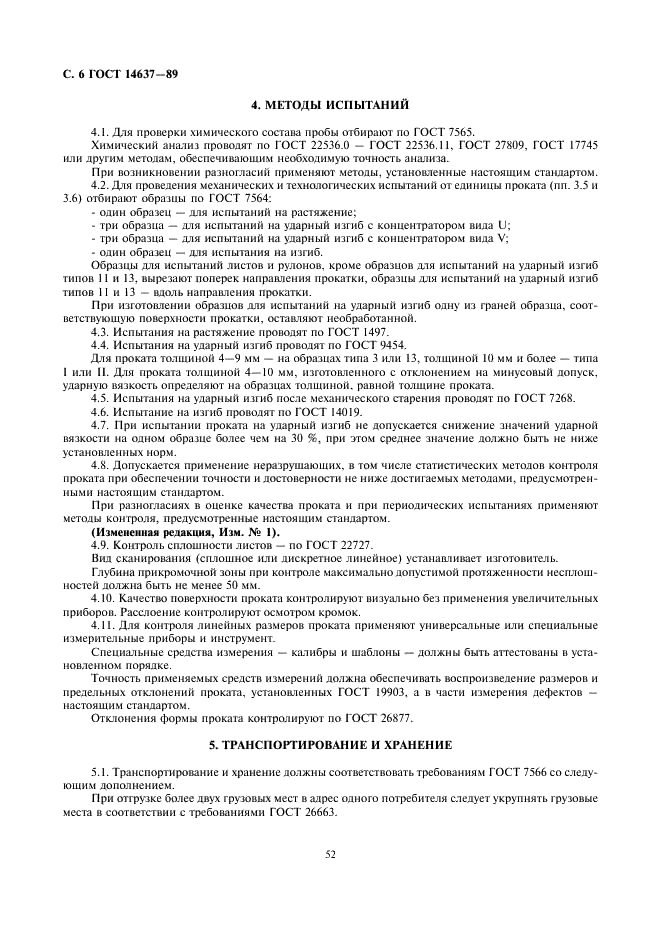 С. 6 ГОСТ 14637—89
4. МЕТОДЫ ИСПЫТАНИЙ
4.1. Для проверки химического состава пробы отбирают по ГОСТ 7565.
Химический анализ проводят по ГОСТ 22536.0 — ГОСТ 22536.11, ГОСТ 27809, ГОСТ 17745
или другим методам, обеспечивающим необходимую точность анализа.
При возникновении разногласий применяют методы, установленные настоящим стандартом.
4.2. Для проведения механических и технологических испытаний от единицы проката (пп. 3.5 и
3.6) отбирают образцы по ГОСТ 7564:
- один образец — для испытаний на растяжение;
- три образца — для испытаний на ударный изгиб с концентратором вида U;
- три образца — для испытаний на ударный изгиб с концентратором вида V;
- один образец — для испытания на изгиб.
Образцы для испытаний листов и рулонов, кроме образцов для испытаний на ударный изгиб
типов 11 и 13, вырезают поперек направления прокатки, образцы для испытаний на ударный изгиб
типов 11 и 13 — вдоль направления прокатки.
При изготовлении образцов для испытаний на ударный изгиб одну из граней образца, соот-
ветствующую поверхности прокатки, оставляют необработанной.
4.3. Испытания на растяжение проводят по ГОСТ 1497.
4.4. Испытания на ударный изгиб проводят по ГОСТ 9454.
Для проката толщиной 4—9 мм — на образцах типа 3 или 13, толщиной 10 мм и более — типа
I или II. Для проката толщиной 4—10 мм, изготовленного с отклонением на минусовый допуск,
ударную вязкость определяют на образцах толщиной, равной толщине проката.
4.5. Испытания на ударный изгиб после механического старения проводят по ГОСТ 7268.
4.6. Испытание на изгиб проводят по ГОСТ 14019.
4.7. При испытании проката на ударный изгиб не допускается снижение значений ударной
вязкости на одном образце более чем на 30 %, при этом среднее значение должно быть не ниже
установленных норм.
4.8. Допускается применение неразрушающих, в том числе статистических методов контроля
проката при обеспечении точности и достоверности не ниже достигаемых методами, предусмотрен-
ными настоящим стандартом.
При разногласиях в оценке качества проката и при периодических испытаниях применяют
методы контроля, предусмотренные настоящим стандартом.
(Измененная редакция, Изм. № 1).
4.9. Контроль сплошности листов — по ГОСТ 22727.
Вид сканирования (сплошное или дискретное линейное) устанавливает изготовитель.
Глубина прикромочной зоны при контроле максимально допустимой протяженности несплош-
ностей должна быть не менее 50 мм.
4.10. Качество поверхности проката контролируют визуально без применения увеличительных
приборов. Расслоение контролируют осмотром кромок.
4.11. Для контроля линейных размеров проката применяют универсальные или специальные
измерительные приборы и инструмент.
Специальные средства измерения — калибры и шаблоны — должны быть аттестованы в уста-
новленном порядке.
Точность применяемых средств измерений должна обеспечивать воспроизведение размеров и
предельных отклонений проката, установленных ГОСТ 19903, а в части измерения дефектов —
настоящим стандартом.
Отклонения формы проката контролируют по ГОСТ 26877.
5. ТРАНСПОРТИРОВАНИЕ И ХРАНЕНИЕ
5.1. Транспортирование и хранение должны соответствовать требованиям ГОСТ 7566 со следу-
ющим дополнением.
При отгрузке более двух грузовых мест в адрес одного потребителя следует укрупнять грузовые
места в соответствии с требованиями ГОСТ 26663.
52